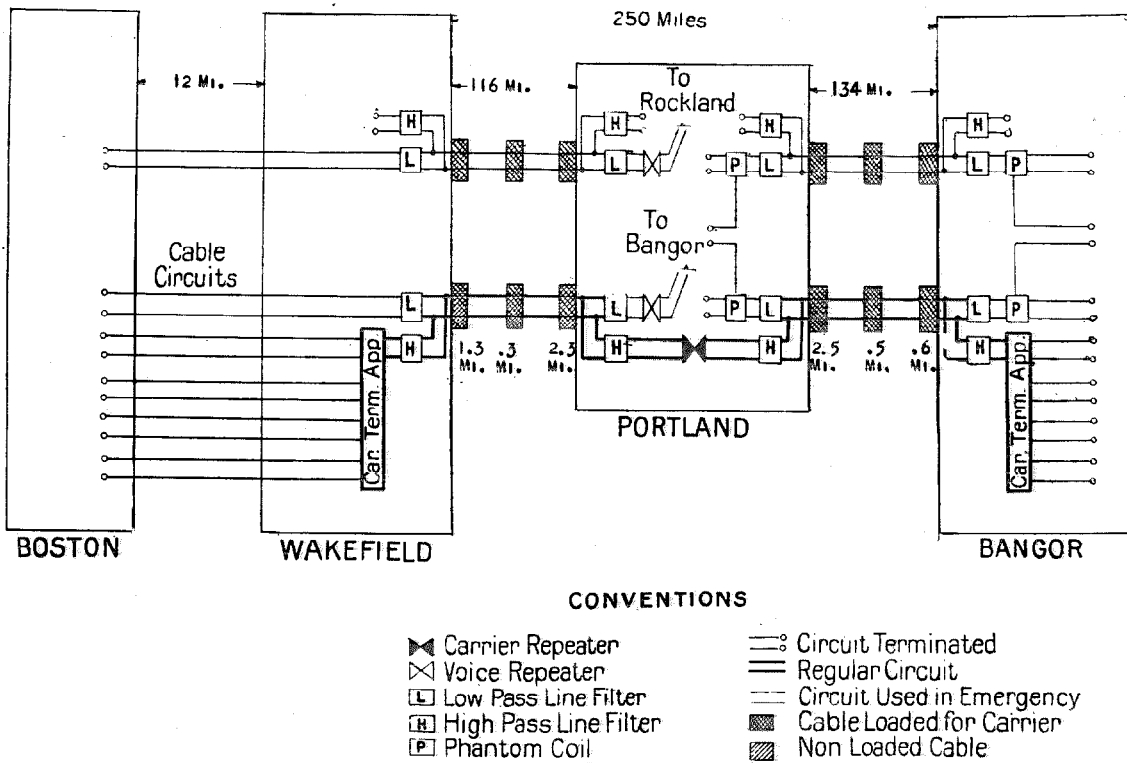 250 Miles
12 MI.
116 MI.
134 MI.
To
Rockland
H
H
H
H
L
L
P
L
L
P
To
Bangor
Cable
Circuits
L
L
P
L
L
P
H
H
H
H
1.3
MI.
.3
MI.
2.3
MI.
2.5
MI.
.5
MI.
.6
MI.
Car. Term. App.
Car. Term. App.
PORTLAND
BOSTON
WAKEFIELD
BANGOR
CONVENTIONS
Carrier Repeater
Voice Repeater
L Low Pass Line Filter
H High Pass Line Filter
P Phantom Coil
Circuit Terminated
Regular Circuit
Circuit Used in Emergency
Cable Loaded for Carrier
Non Loaded Cable